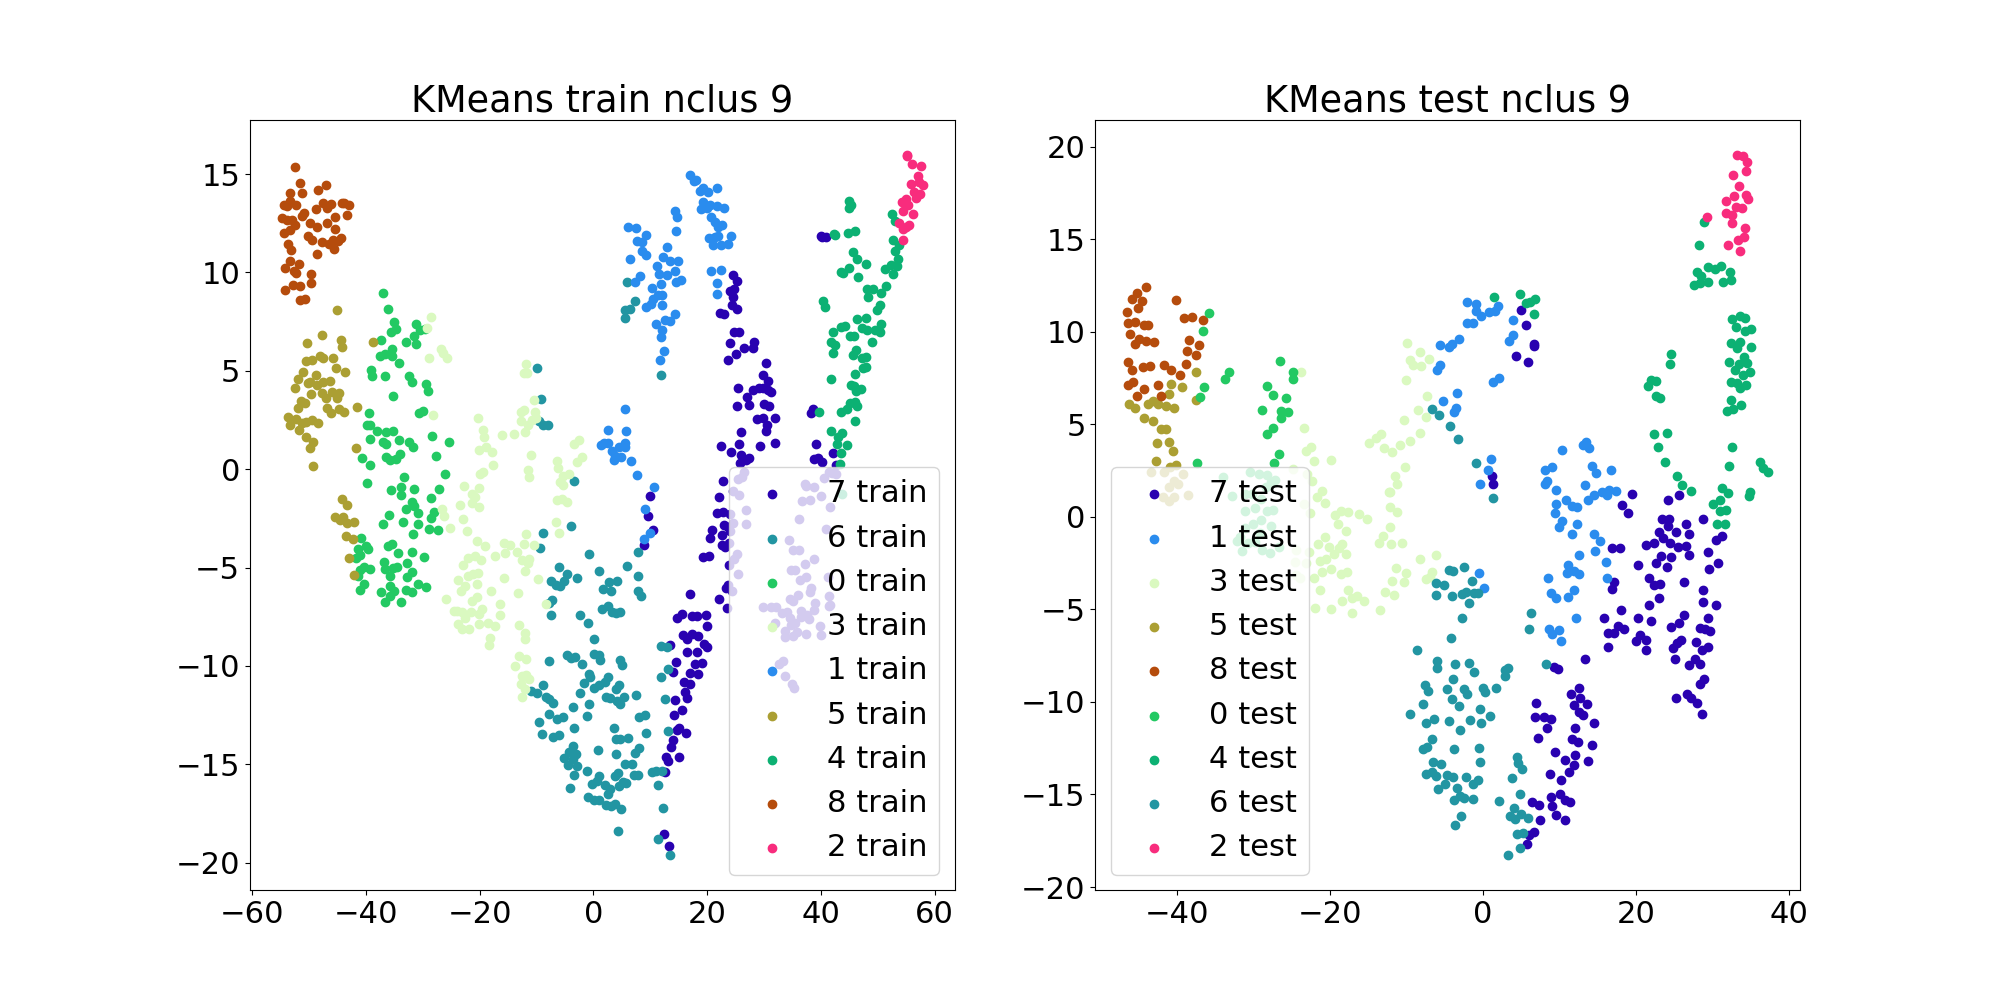 KMeans train nclus 9
15
10
5
0
−5
−10
−15
−20
−60 −40 −20 0 20 40 60
7 train
6 train
0 train
3 train
1 train
5 train
4 train
8 train
2 train
KMeans test nclus 9
20
15
10
5
0
−5
−10
−15
−20
−40 −20 0 20 40
7 test
1 test
3 test
5 test
8 test
0 test
4 test
6 test
2 test